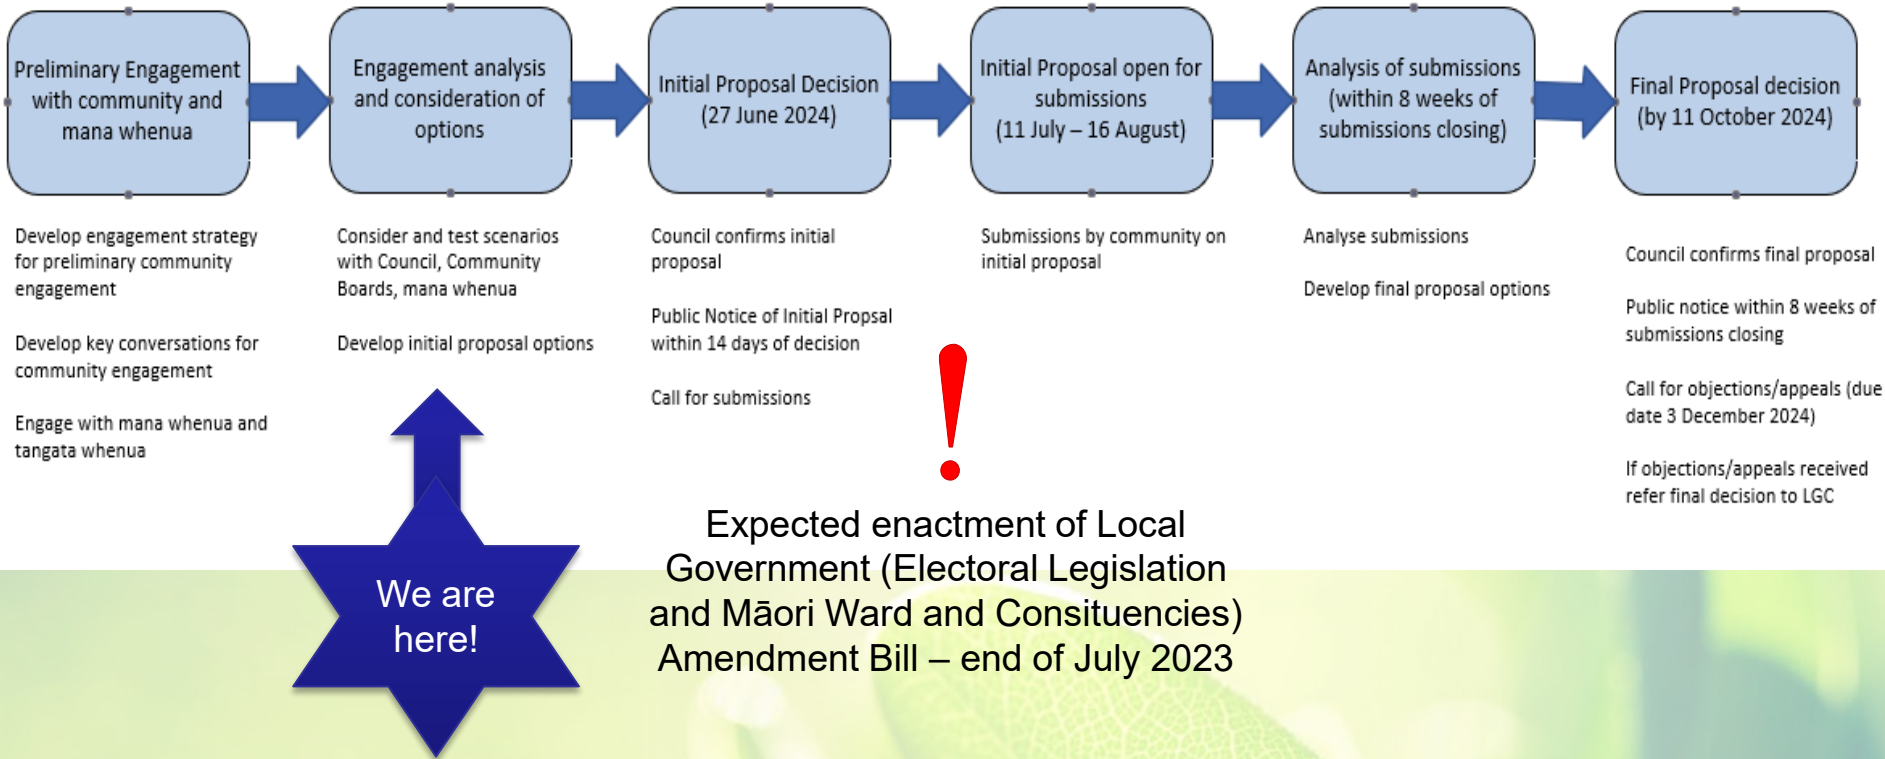 Preliminary Engagement
with community and
mana whenua
Engagement analysis
and consideration of
options
Initial Proposal Decision
(27 June 2024)
Initial Proposal open for
submissions
(11 July – 16 August)
Analysis of submissions
(within 8 weeks of
submissions closing)
Final Proposal decision
(by 11 October 2024)
Develop engagement strategy
for preliminary community
engagement
Develop key conversations for
community engagement
Engage with mana whenua and
tangata whenua
Consider and test scenarios
with Council, Community
Boards, mana whenua
Develop initial proposal options
Council confirms initial
proposal
Public Notice of Initial Propsal
within 14 days of decision
Call for submissions
Submissions by community on
initial proposal
Analyse submissions
Develop final proposal options
Council confirms final proposal
Public notice within 8 weeks of
submissions closing
Call for objections/appeals (due
date 3 December 2024)
If objections/appeals received
refer final decision to LGC
We are
here!
!
Expected enactment of Local
Government (Electoral Legislation
and Māori Ward and Consituencies)
Amendment Bill – end of July 2023